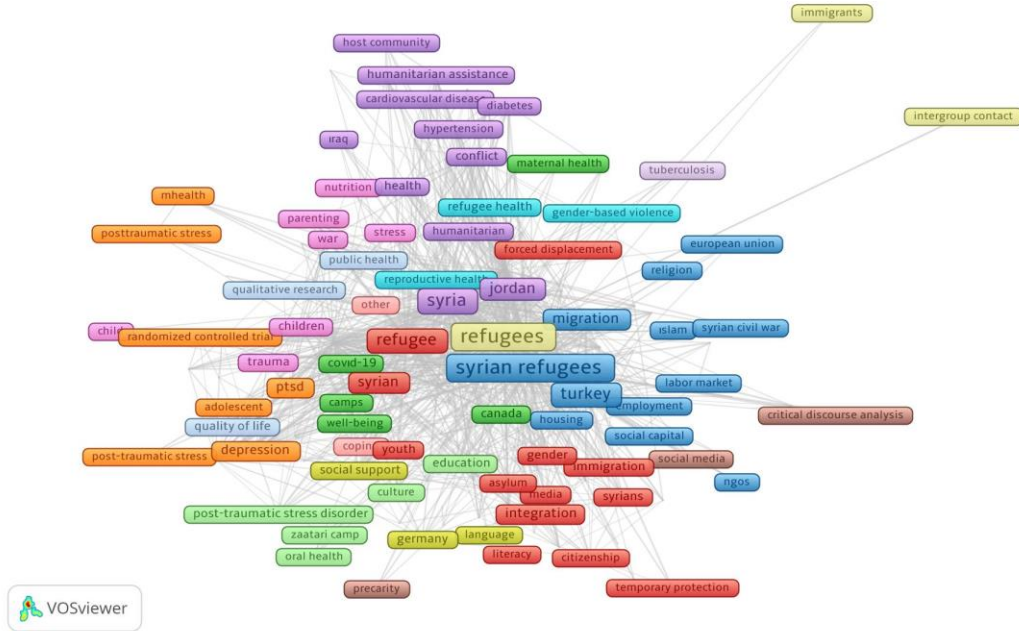 immigrants
host community
humanitarian assistance
cardiovascular disease
diabetes
intergroup contact
hypertension
iraq
conflict
maternal health
tuberculosis
nutrition
health
mhealth
refugee health
gender-based violence
parenting
posttraumatic stress
war
stress
humanitarian
european union
forced displacement
public health
religion
reproductive health
qualitative research
jordan
other
syria
migration
child
randomized controlled trial
children
islam
syrian civil war
refugee
refugees
trauma
covid-19
syrian refugees
ptsd
syrian
labor market
turkey
adolescent
camps
employment
quality of life
well-being
canada
housing
critical discourse analysis
social capital
post-traumatic stress
depression
coping
youth
gender
social media
social support
education
immigration
asylum
ngos
culture
media
syrians
post-traumatic stress disorder
integration
zaatari camp
germany
language
oral health
literacy
citizenship
precarity
temporary protection
VOSviewer